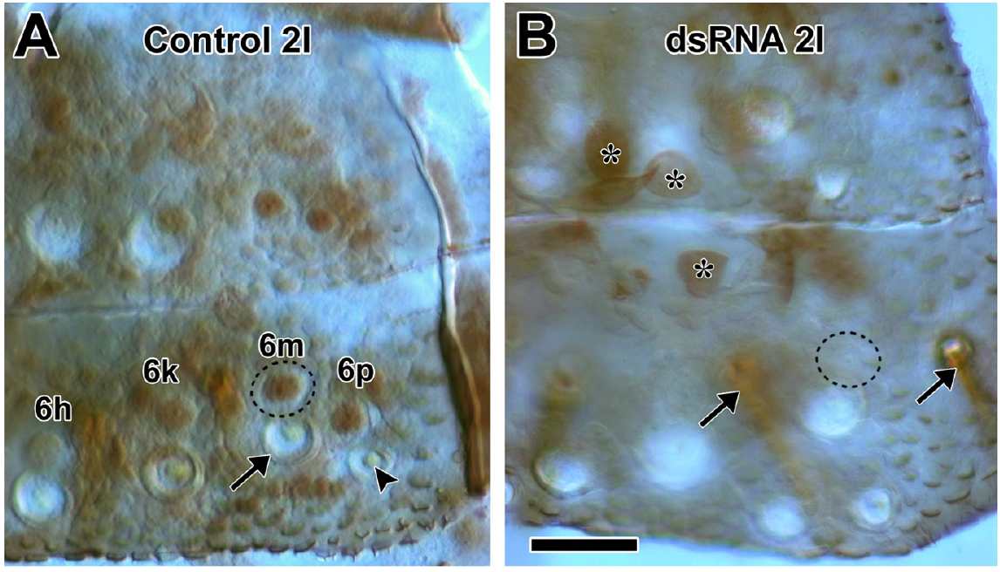 A
Control 2l
6m
6k
6p
6h
B
dsRNA 2l
*
*
*